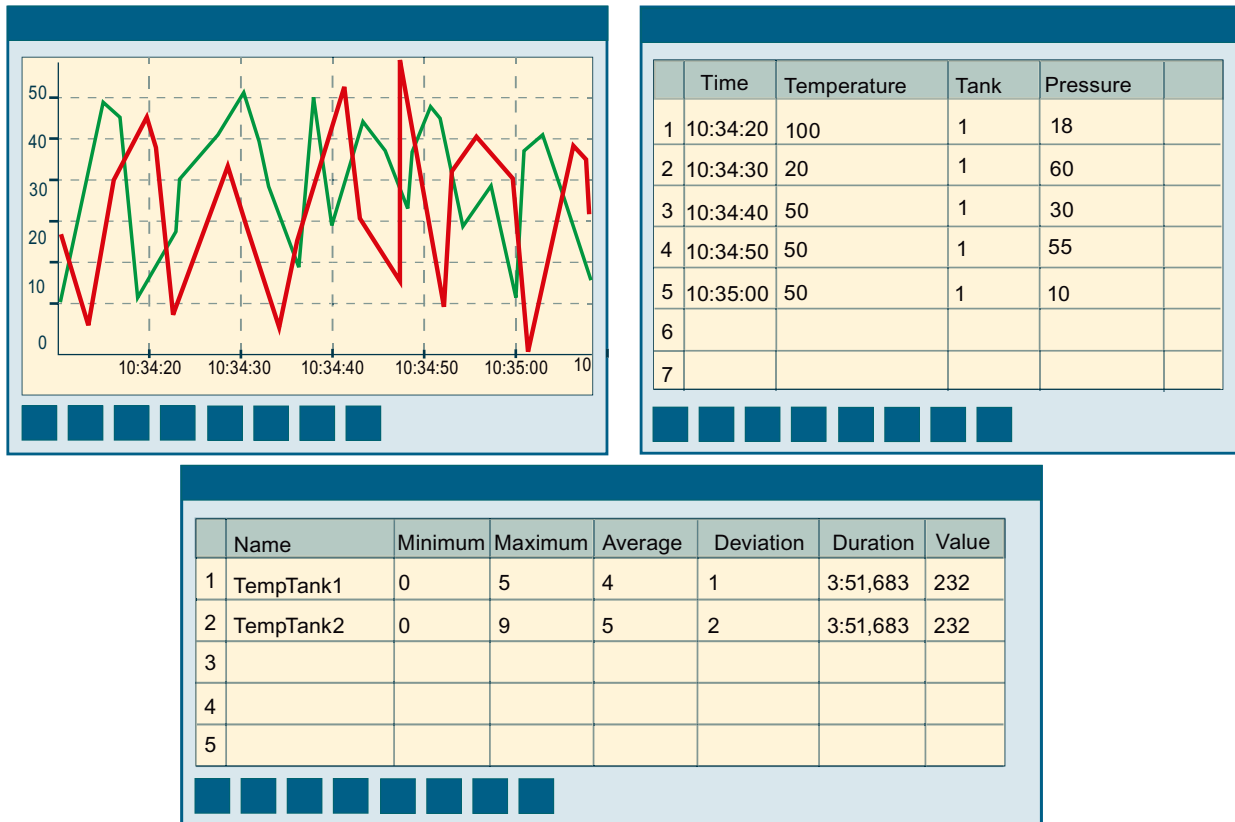 50
40
30
20
10
0
10:34:20 10:34:30 10:34:40 10:34:50 10:35:00 10
Time Temperature Tank Pressure
1 10:34:20 100 1 18
2 10:34:30 20 1 60
3 10:34:40 50 1 30
4 10:34:50 50 1 55
5 10:35:00 50 1 10
6
7
Name Minimum Maximum Average Deviation Duration Value
1 TempTank1 0 5 4 1 3:51,683 232
2 TempTank2 0 9 5 2 3:51,683 232
3
4
5